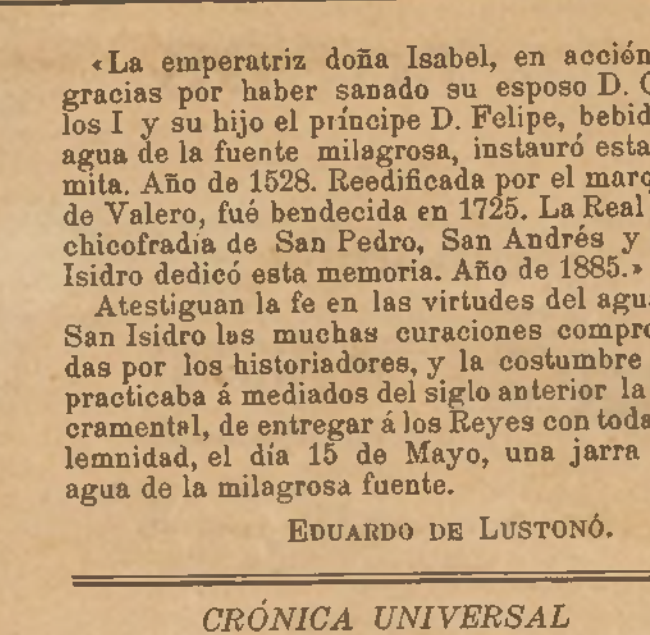 «La emperatriz doña Isabel, en acción
gracias por haber sanado su esposo D.
los I y su hijo el príncipe D. Felipe,
agua de la fuente milagrosa, instauró esta
mita. Año de 1528. Reedificada por el
de Valero, fué bendecida en 1725. La Real
chicofradía de San Pedro, San Andrés y
Isidro dedicó esta memoria. Año de 1885.»
Atestiguan la fe en las virtudes del
San Isidro las muchas curaciones
das por los historiadores, y la costumbre
practicaba á mediados del siglo anterior la
cramental, de entregar á los Reyes con toda
lemnidad, el día 15 de Mayo, una jarra
agua de la milagrosa fuente.
EDUARDO DE LUSTONÓ.
CRÓNICA UNIVERSAL